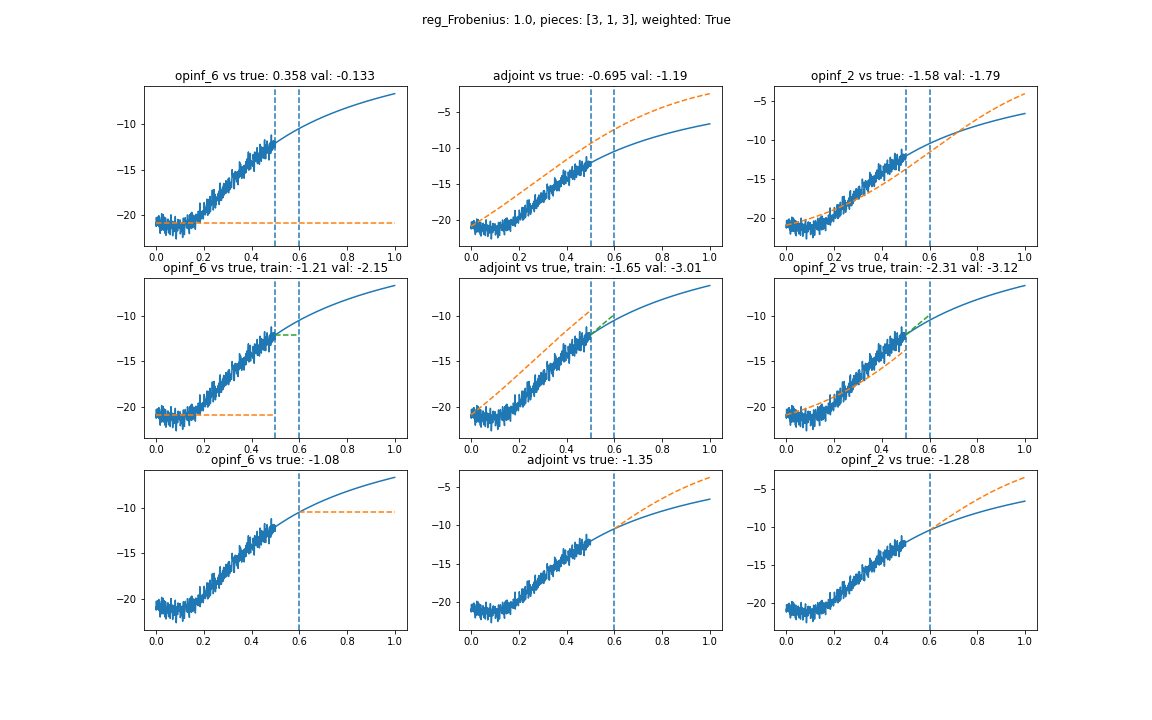 reg_Frobenius: 1.0, pieces: [3, 1, 3], weighted: True
opinf_6 vs true: 0.358 val: -0.133
adjoint vs true: -0.695 val: -1.19
opinf_2 vs true: -1.58 val: -1.79
−10
−15
−20
0.0 0.2 0.4 0.6 0.8 1.0
−5
−10
−15
−20
0.0 0.2 0.4 0.6 0.8 1.0
−5
−10
−15
−20
0.0 0.2 0.4 0.6 0.8 1.0
opinf_6 vs true, train: -1.21 val: -2.15
adjoint vs true, train: -1.65 val: -3.01
opinf_2 vs true, train: -2.31 val: -3.12
−10
−15
−20
0.0 0.2 0.4 0.6 0.8 1.0
−10
−15
−20
0.0 0.2 0.4 0.6 0.8 1.0
−10
−15
−20
0.0 0.2 0.4 0.6 0.8 1.0
opinf_6 vs true: -1.08
adjoint vs true: -1.35
opinf_2 vs true: -1.28
−10
−15
−20
0.0 0.2 0.4 0.6 0.8 1.0
−5
−10
−15
−20
0.0 0.2 0.4 0.6 0.8 1.0
−5
−10
−15
−20
0.0 0.2 0.4 0.6 0.8 1.0